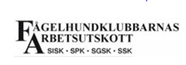 FÅGELHUNDKLUBBARNAS
ARBETSUTSKOTT
SISK - SPK - SGSK - SSK